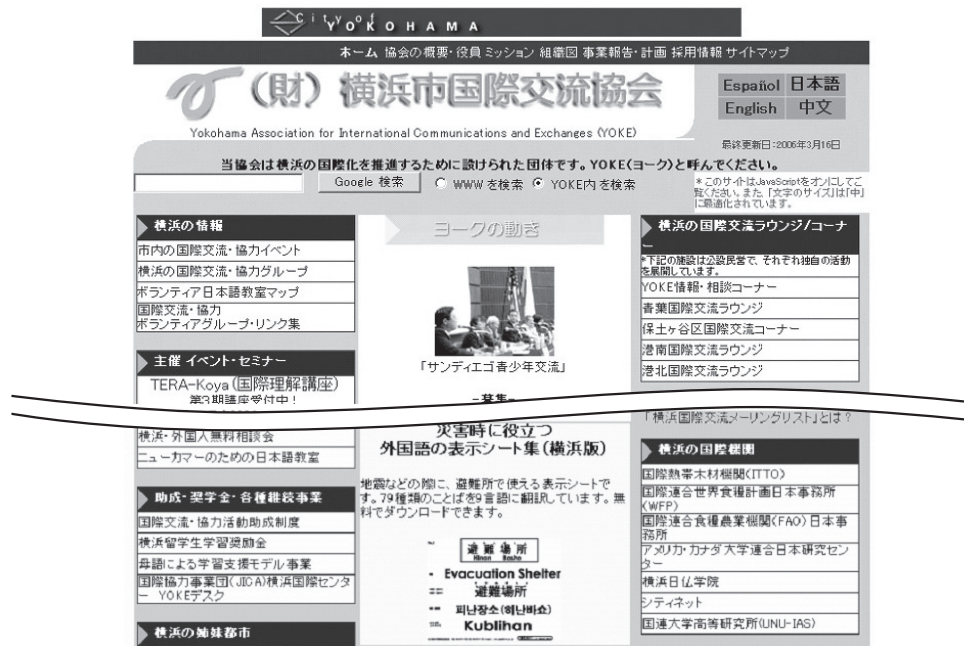 City of
YOKOHAMA
ホーム 協会の概要・役員 ミッション 組織図 事業報告・計画 採用情報 サイトマップ
(財) 横浜市国際交流協会
Yokohama Association for International Communications and Exchanges (YOKE)
Español 日本語
English 中文
最終更新日:2006年3月16日
当協会は横浜の国際化を推進するために設けられた団体です。YOKE(ヨーク)と呼んでください。
Google 検索 WWW を検索 YOKE内を検索
*このサイトはJavaScriptをオンにしてご
覧ください。また、「文字のサイズ」は「中」
に最適化されています。
横浜の情報
市内の国際交流・協力イベント
横浜の国際交流・協力グループ
ボランティア日本語教室マップ
国際交流・協力
ボランティアグループ・リンク集
主催 イベント・セミナー
TERA-Koya(国際理解講座)
第3期講座受付中!
横浜・外国人無料相談会
ニューカマーのための日本語教室
助成・奨学金・各種継続事業
国際交流・協力活動助成制度
横浜留学生学習奨励金
母語による学習支援モデル事業
国際協力事業団(JICA)横浜国際センタ
ー YOKEデスク
横浜の姉妹都市
ヨークの動き
「サンディエゴ青少年交流」
-募集-
災害時に役立つ
外国語の表示シート集(横浜版)
地震などの際に、避難所で使える表示シートで
す。79種類のことばを9言語に翻訳しています。無
料でダウンロードできます。
避難場所
Hinan Basho
Evacuation Shelter
避難場所
피난장소(히난바쇼)
Kublihan
横浜の国際交流ラウンジ/コーナ
ー
*下記の施設は公設民営で、それぞれ独自の活動
を展開しています。
YOKE情報・相談コーナー
青葉国際交流ラウンジ
保土ヶ谷区国際交流コーナー
港南国際交流ラウンジ
港北国際交流ラウンジ
「横浜国際交流メーリングリスト」とは?
横浜の国際機関
国際熱帯木材機関(ITTO)
国際連合世界食糧計画日本事務所
(WFP)
国際連合食糧農業機関(FAO)日本事
務所
アメリカ・カナダ大学連合日本研究セン
ター
横浜日仏学院
シティネット
国連大学高等研究所(UNU-IAS)